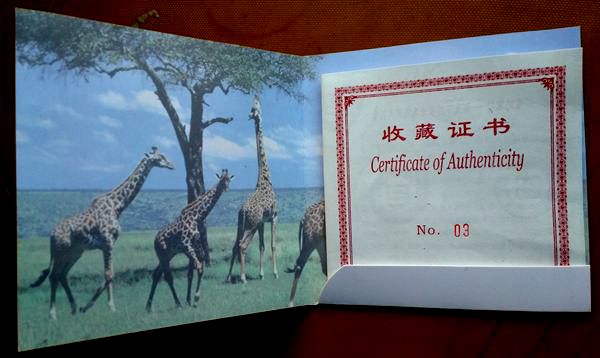 收藏证书
Certificate of Authenticity
No. 03